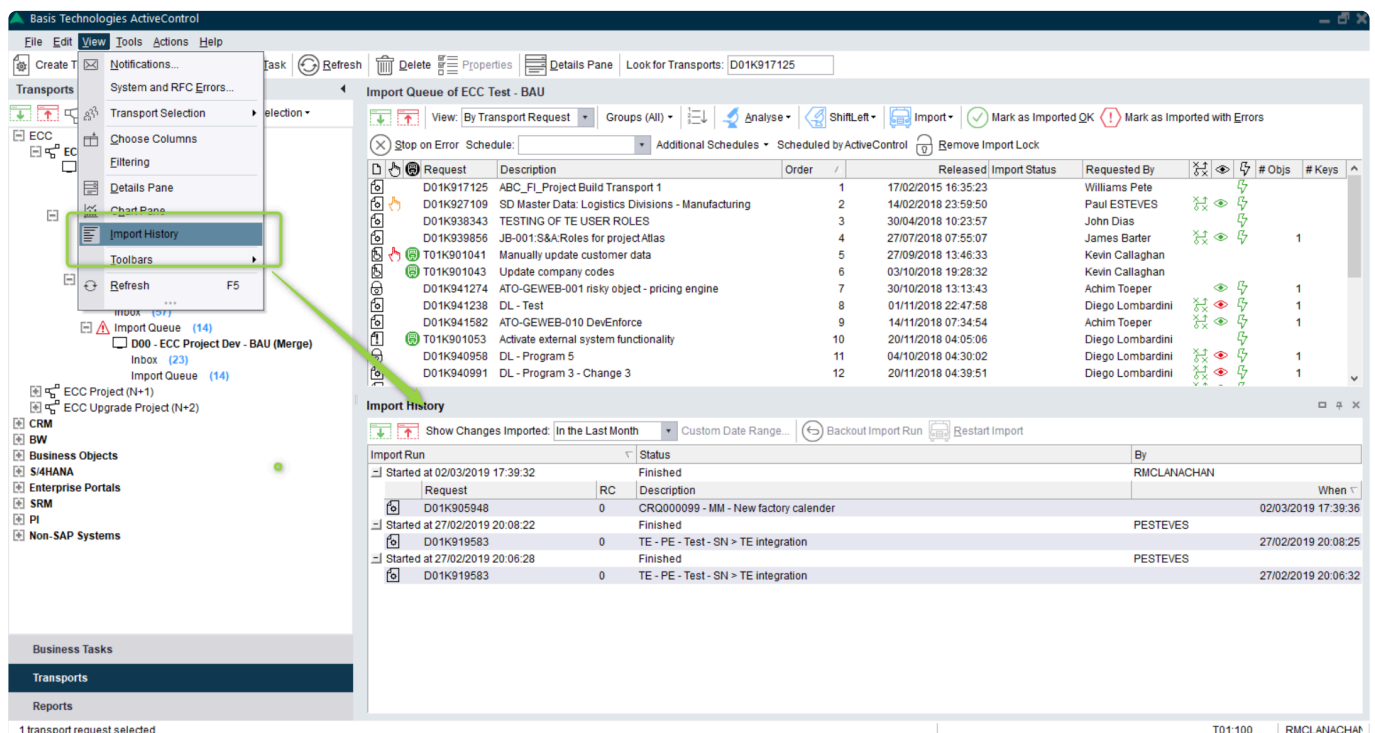 Basis Technologies ActiveControl
File Edit View Tools Actions Help
Create T Task Refresh Delete Properties Details Pane Look for Transports: D01K917125
Notifications...
System and RFC Errors...
Transport Selection
Choose Columns
Filtering
Details Pane
Chart Pane
Import History
Toolbars
Refresh F5
Transports
election
ECC
EC
Inbox (57)
Import Queue (14)
D00 - ECC Project Dev - BAU (Merge)
Inbox (23)
Import Queue (14)
ECC Project (N+1)
ECC Upgrade Project (N+2)
CRM
BW
Business Objects
S/4HANA
Enterprise Portals
SRM
PI
Non-SAP Systems
Business Tasks
Transports
Reports
Import Queue of ECC Test - BAU
View: By Transport Request Groups (All) Analyse ShiftLeft Import Mark as Imported OK Mark as Imported with Errors
Stop on Error Schedule: Additional Schedules Scheduled by ActiveControl Remove Import Lock
Request Description Order Released Import Status Requested By # Objs # Keys
D01K917125 ABC_FI_Project Build Transport 1 1 17/02/2015 16:35:23 Williams Pete
D01K927109 SD Master Data: Logistics Divisions - Manufacturing 2 14/02/2018 23:59:50 Paul ESTEVES
D01K938343 TESTING OF TE USER ROLES 3 30/04/2018 10:23:57 John Dias
D01K939856 JB-001:S&A:Roles for project Atlas 4 27/07/2018 07:55:07 James Barter 1
T01K901041 Manually update customer data 5 27/09/2018 13:46:33 Kevin Callaghan
T01K901043 Update company codes 6 03/10/2018 19:28:32 Kevin Callaghan
D01K941274 ATO-GEWEB-001 risky object - pricing engine 7 30/10/2018 13:13:43 Achim Toeper 1
D01K941238 DL - Test 8 01/11/2018 22:47:58 Diego Lombardini 1
D01K941582 ATO-GEWEB-010 DevEnforce 9 14/11/2018 07:34:54 Achim Toeper 1
T01K901053 Activate external system functionality 10 20/11/2018 04:05:06 Diego Lombardini
D01K940958 DL - Program 5 11 04/10/2018 04:30:02 Diego Lombardini 1
D01K940991 DL - Program 3 - Change 3 12 20/11/2018 04:39:51 Diego Lombardini 1
Import History
Show Changes Imported: In the Last Month Custom Date Range... Backout Import Run Restart Import
Import Run Status By
Started at 02/03/2019 17:39:32 Finished RMCLANACHAN
Request RC Description When
D01K905948 0 CRQ000099 - MM - New factory calender 02/03/2019 17:39:36
Started at 27/02/2019 20:08:22 Finished PESTEVES
D01K919583 0 TE - PE - Test - SN > TE integration 27/02/2019 20:08:25
Started at 27/02/2019 20:06:28 Finished PESTEVES
D01K919583 0 TE - PE - Test - SN > TE integration 27/02/2019 20:06:32
1 transport request selected T01:100 RMCLANACHAN